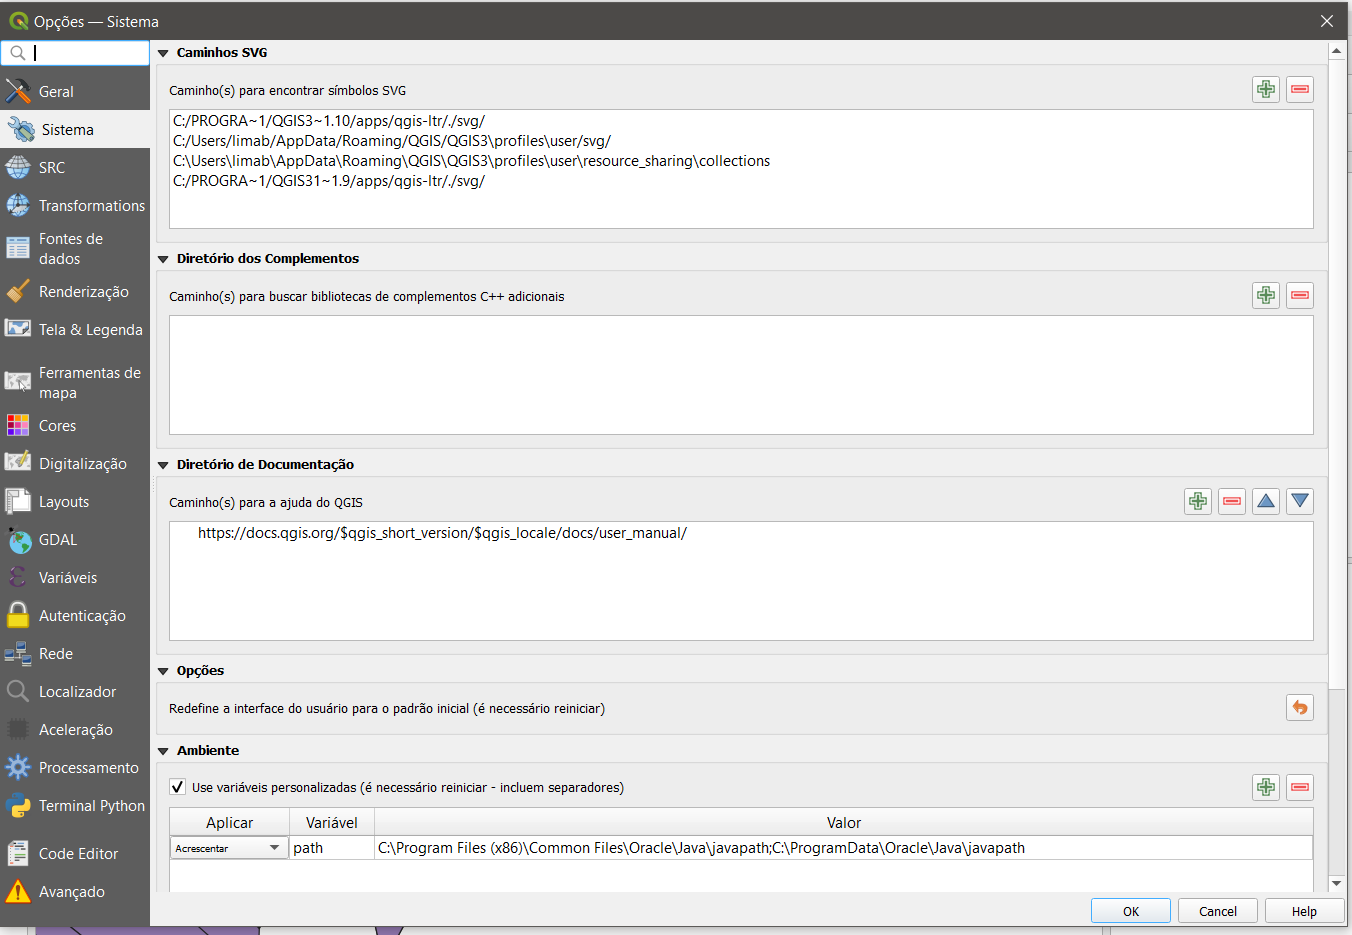 Opções — Sistema
Geral
Sistema
SRC
Transformations
Fontes de
dados
Renderização
Tela & Legenda
Ferramentas de
mapa
Cores
Digitalização
Layouts
GDAL
Variáveis
Autenticação
Rede
Localizador
Aceleração
Processamento
Terminal Python
Code Editor
Avançado
Caminhos SVG
Caminho(s) para encontrar símbolos SVG
C:/PROGRA~1/QGIS3~1.10/apps/qgis-ltr/./svg/
C:/Users/limab/AppData/Roaming/QGIS/QGIS3\profiles\user/svg/
C:\Users\limab\AppData\Roaming\QGIS\QGIS3\profiles\user\resource_sharing\collections
C:/PROGRA~1/QGIS31~1.9/apps/qgis-ltr/./svg/
Diretório dos Complementos
Caminho(s) para buscar bibliotecas de complementos C++ adicionais
Diretório de Documentação
Caminho(s) para a ajuda do QGIS
https://docs.qgis.org/$qgis_short_version/$qgis_locale/docs/user_manual/
Opções
Redefine a interface do usuário para o padrão inicial (é necessário reiniciar)
Ambiente
Use variáveis personalizadas (é necessário reiniciar - incluem separadores)
Aplicar Variável Valor
Acrescentar path C:\Program Files (x86)\Common Files\Oracle\Java\javapath;C:\ProgramData\Oracle\Java\javapath
OK Cancel Help